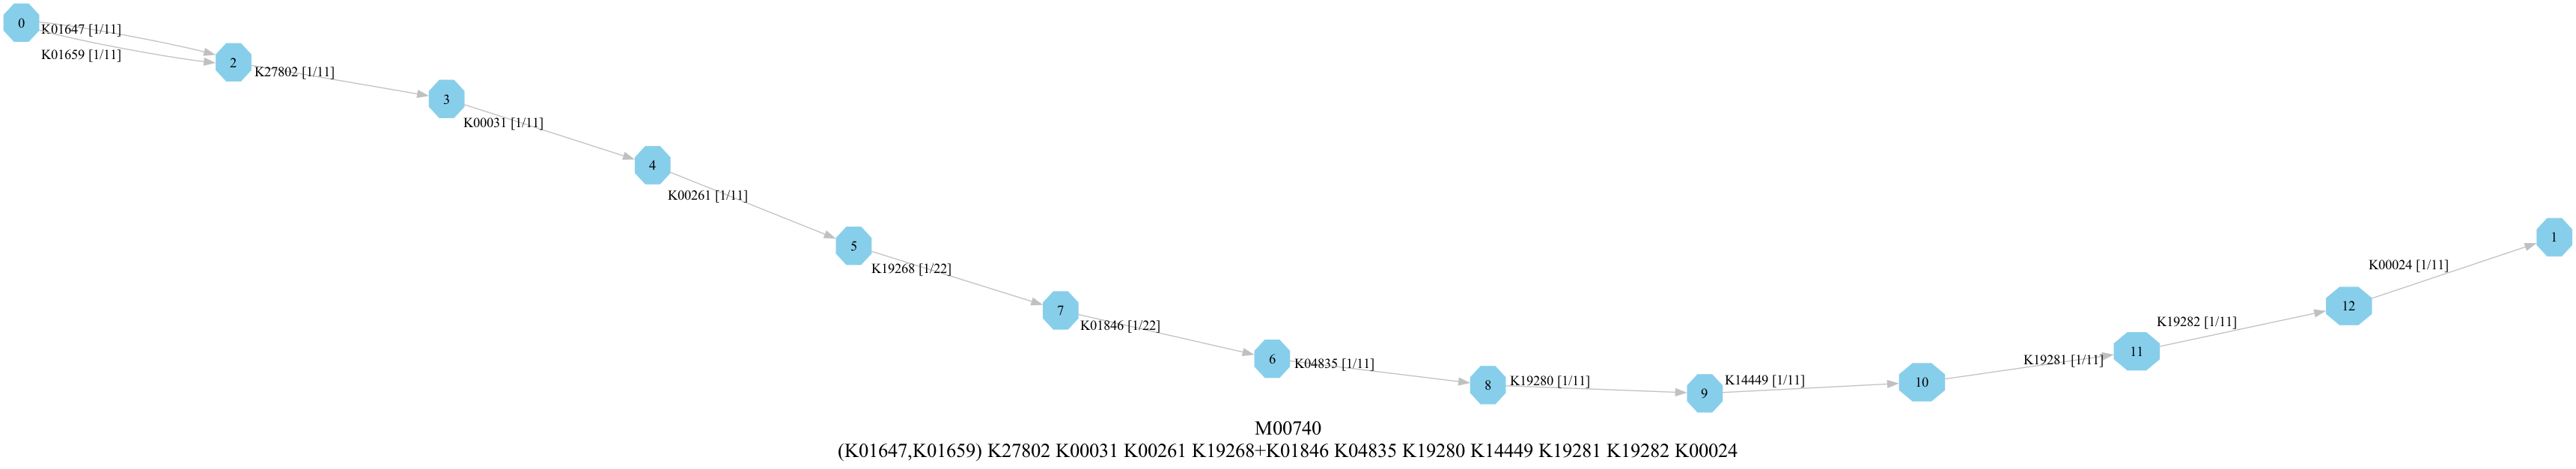 0
K01647 [1/11]
K01659 [1/11]
2
K27802 [1/11]
3
K00031 [1/11]
4
K00261 [1/11]
5
K19268 [1/22]
7
K01846 [1/22]
6
K04835 [1/11]
8
K19280 [1/11]
9
K14449 [1/11]
10
K19281 [1/11]
11
K19282 [1/11]
12
K00024 [1/11]
1
M00740
(K01647,K01659) K27802 K00031 K00261 K19268+K01846 K04835 K19280 K14449 K19281 K19282 K00024